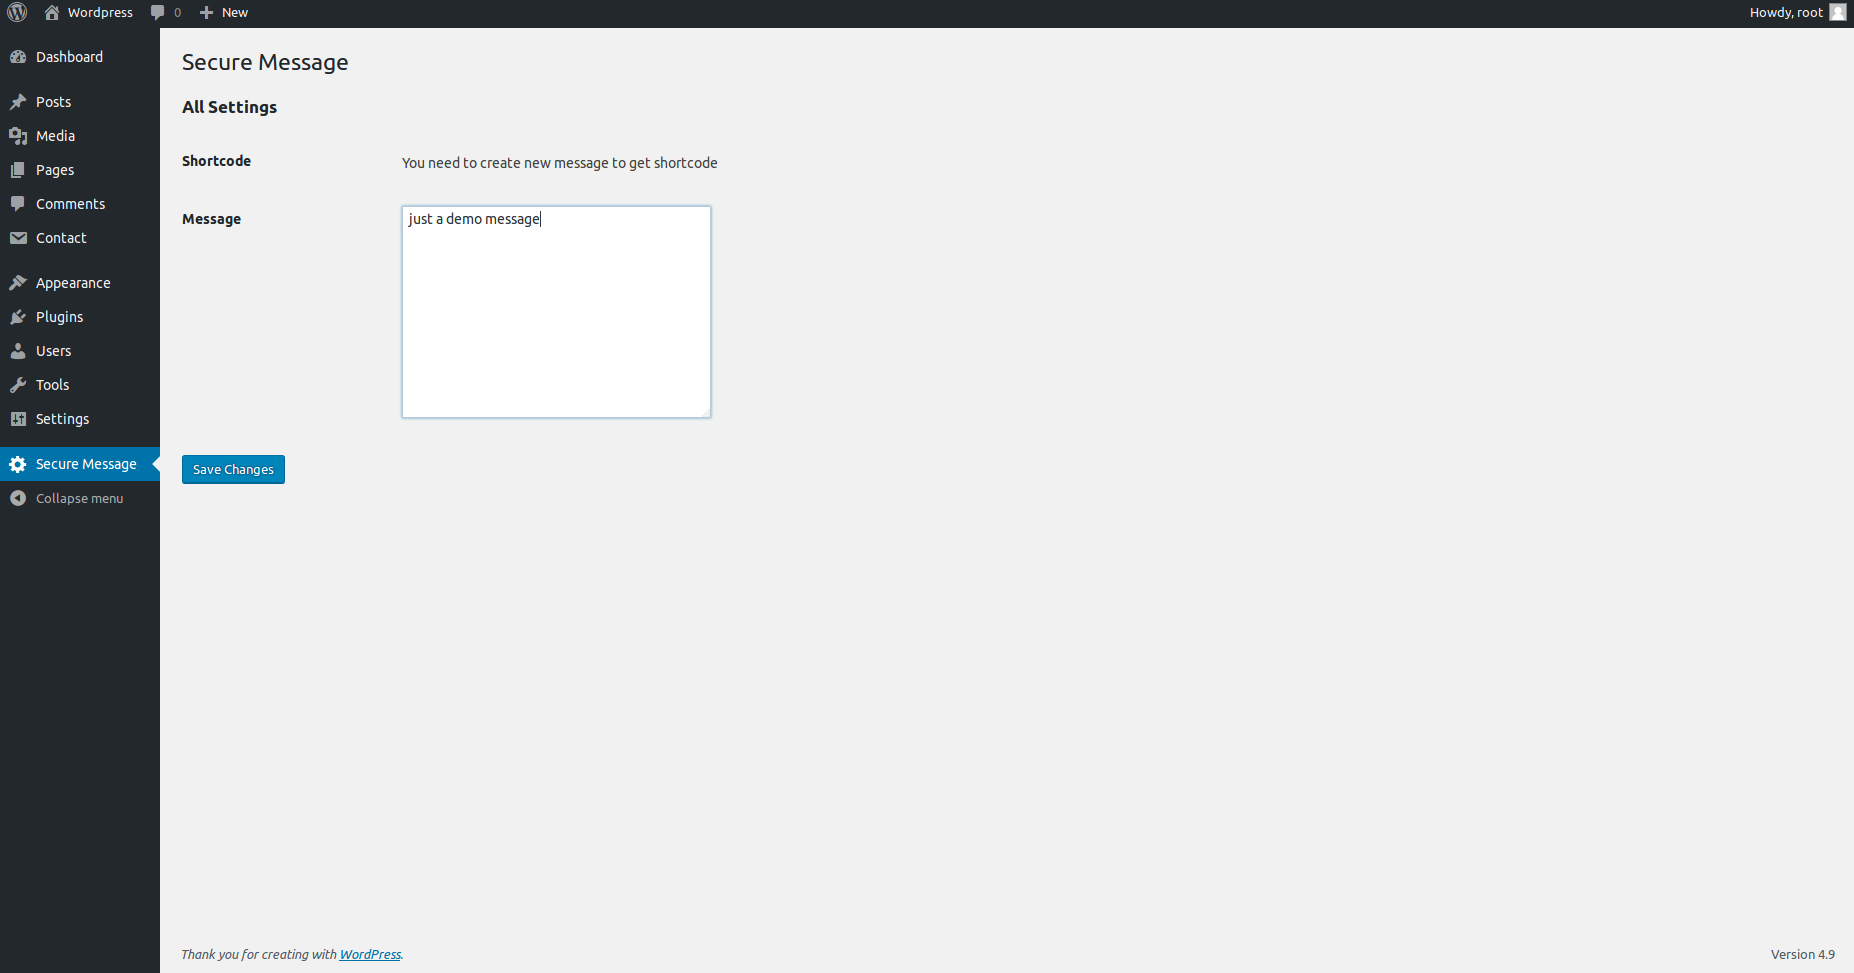 Wordpress 0 New Howdy, root
Dashboard
Posts
Media
Pages
Comments
Contact
Appearance
Plugins
Users
Tools
Settings
Secure Message
Collapse menu
Secure Message
All Settings
Shortcode You need to create new message to get shortcode
Message just a demo message
Save Changes
Thank you for creating with WordPress. Version 4.9